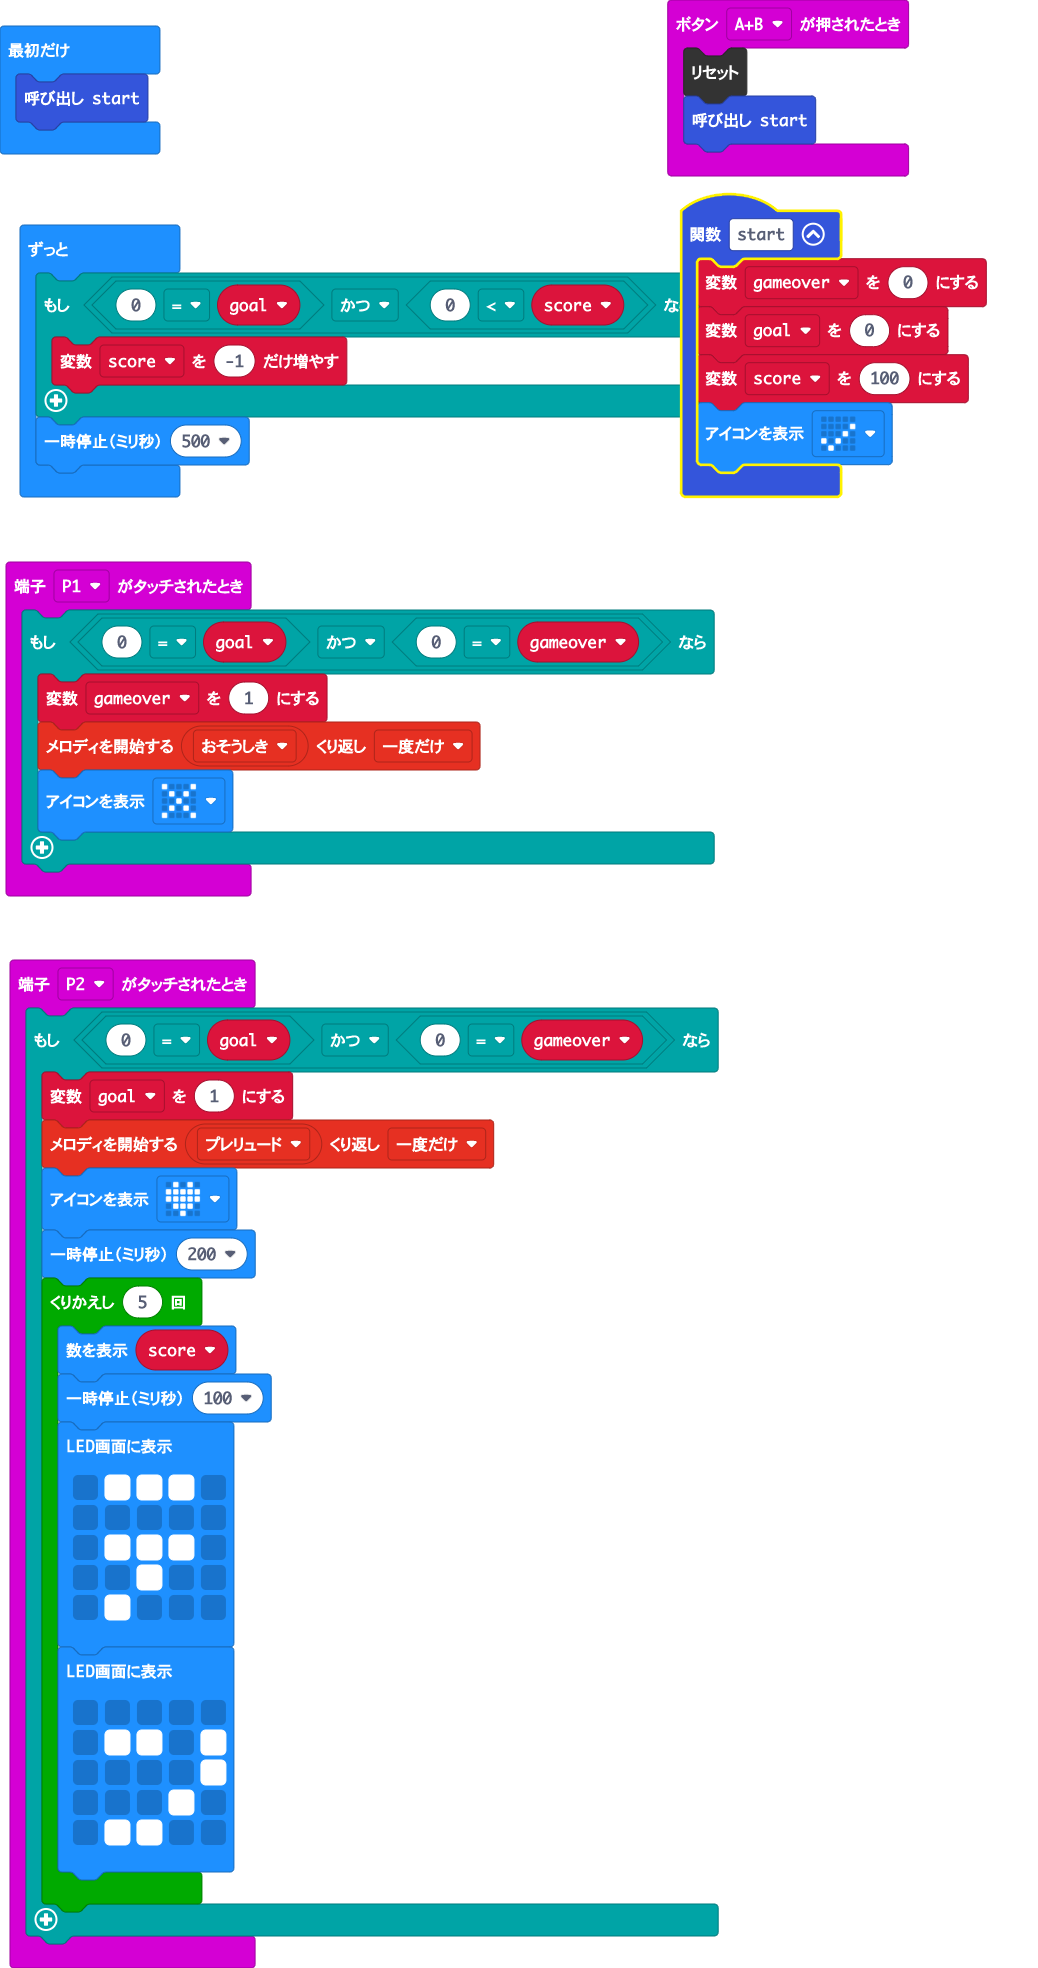 最初だけ
呼び出し start
ボタン A+B が押されたとき
リセット
呼び出し start
ずっと
もし 0 = goal かつ 0 < score な
変数 score を -1 だけ増やす
一時停止(ミリ秒) 500
関数 start
変数 gameover を 0 にする
変数 goal を 0 にする
変数 score を 100 にする
アイコンを表示
端子 P1 がタッチされたとき
もし 0 = goal かつ 0 = gameover なら
変数 gameover を 1 にする
メロディを開始する おそうしき くり返し 一度だけ
アイコンを表示
端子 P2 がタッチされたとき
もし 0 = goal かつ 0 = gameover なら
変数 goal を 1 にする
メロディを開始する プレリュード くり返し 一度だけ
アイコンを表示
一時停止(ミリ秒) 200
くりかえし 5 回
数を表示 score
一時停止(ミリ秒) 100
LED画面に表示
LED画面に表示